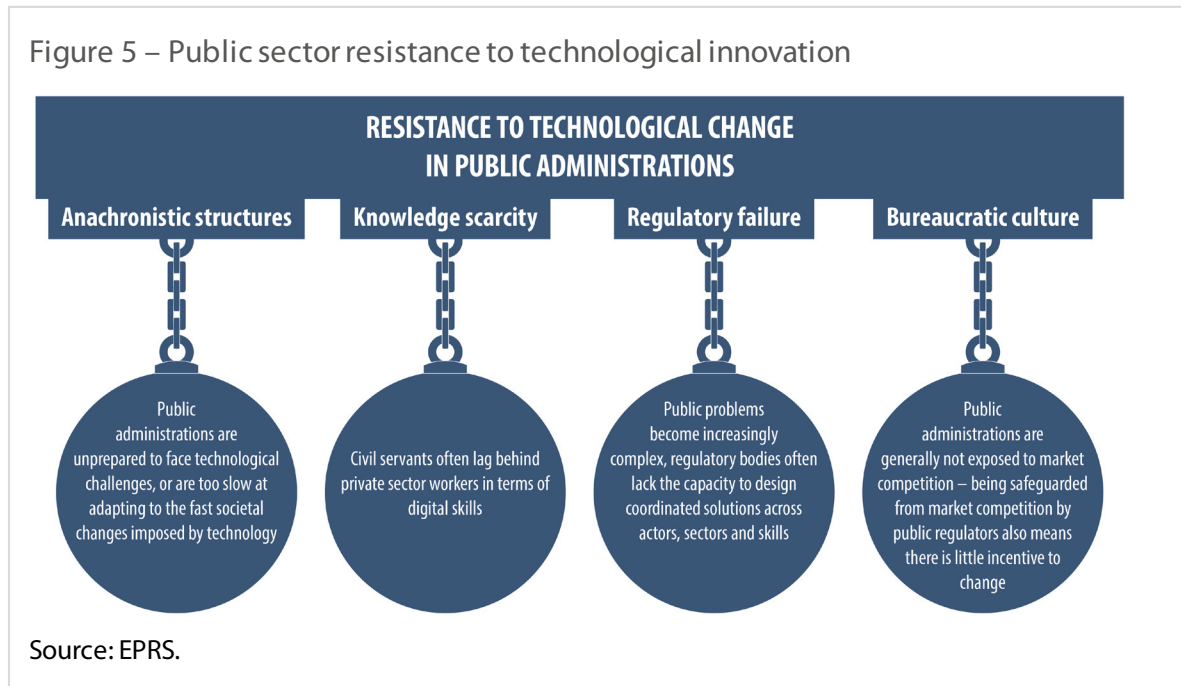 Figure 5 – Public sector resistance to technological innovation
RESISTANCE TO TECHNOLOGICAL CHANGE
IN PUBLIC ADMINISTRATIONS
Anachronistic structures
Public
administrations are
unprepared to face technological
challenges, or are too slow at
adapting to the fast societal
changes imposed by technology
Knowledge scarcity
Civil servants often lag behind
private sector workers in terms of
digital skills
Regulatory failure
Public problems
become increasingly
complex, regulatory bodies often
lack the capacity to design
coordinated solutions across
actors, sectors and skills
Bureaucratic culture
Public
administrations are
generally not exposed to market
competition – being safeguarded
from market competition by
public regulators also means
there is little incentive to
change
Source: EPRS.